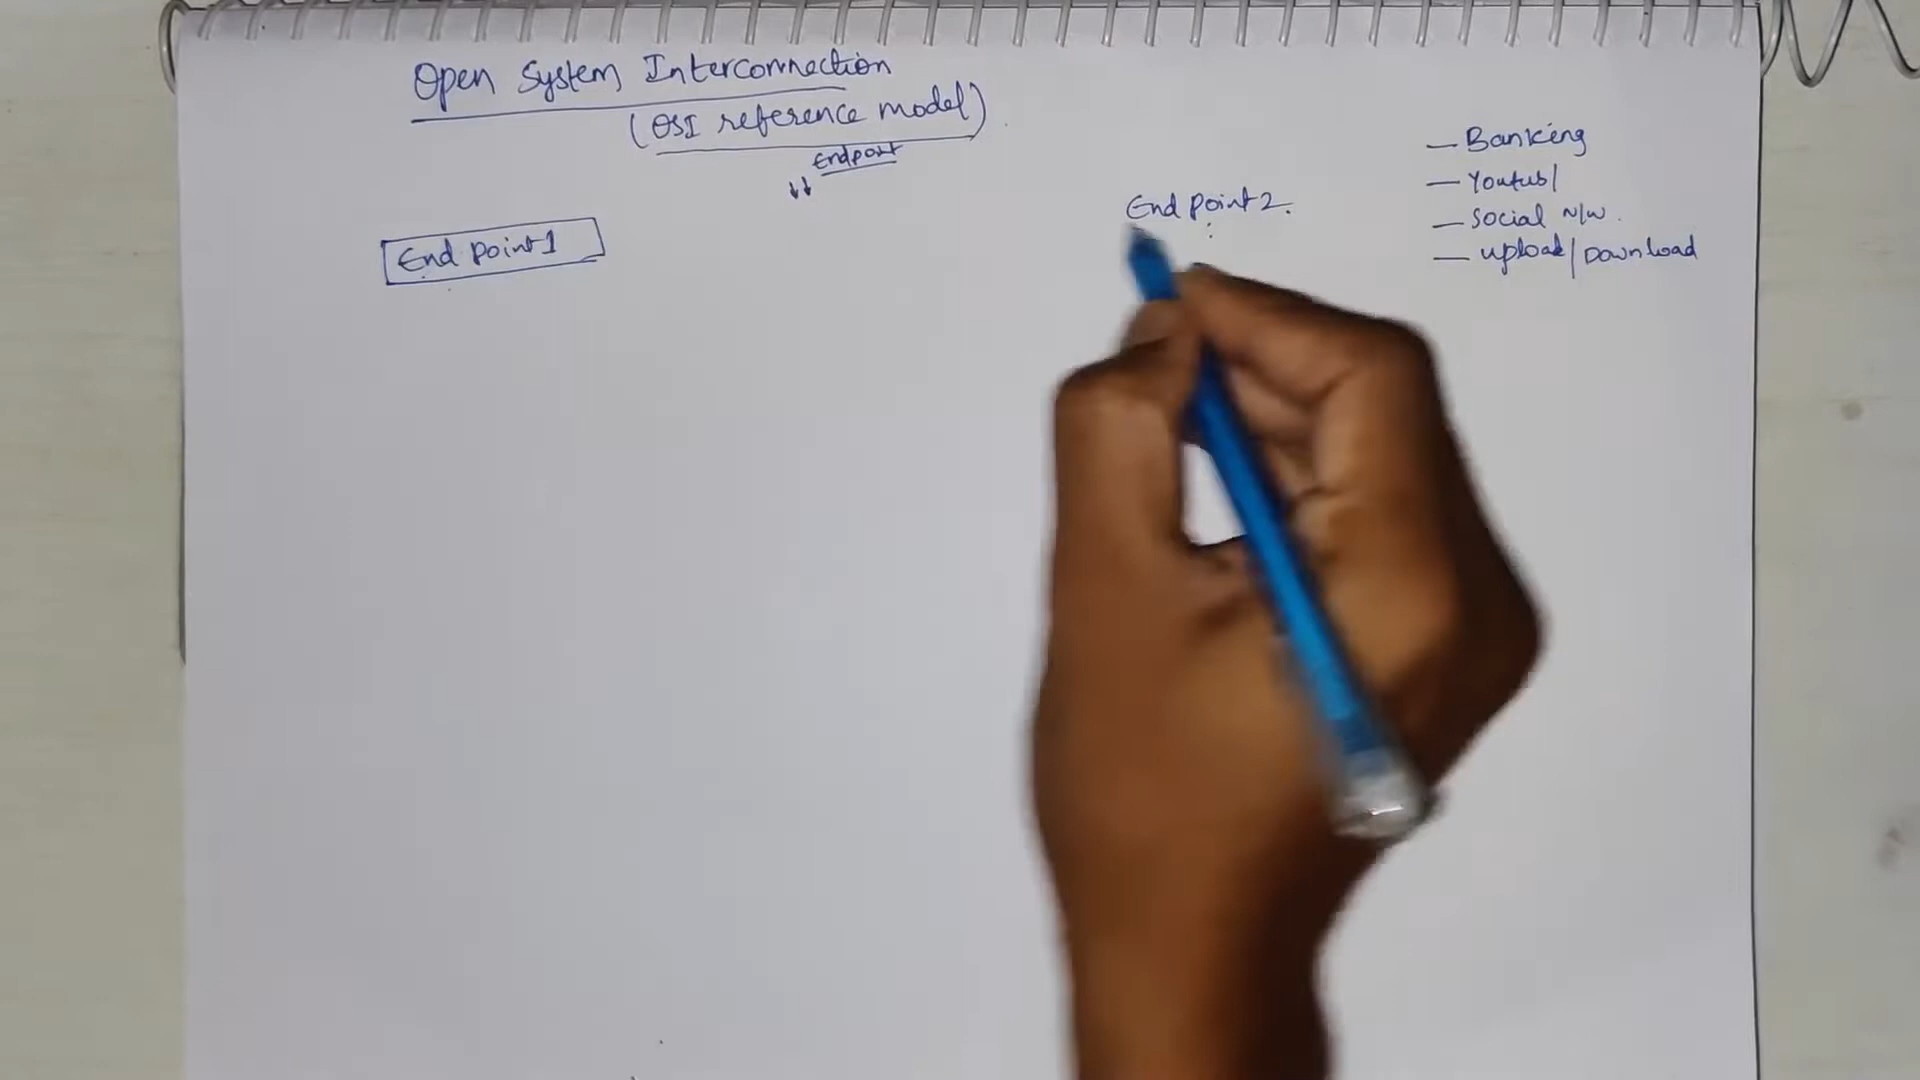 Open System Interconnection
(OSI reference model)
Endpoint
End point 1
End point 2.
— Banking
— Youtub
— Social N/W.
— upload/Download